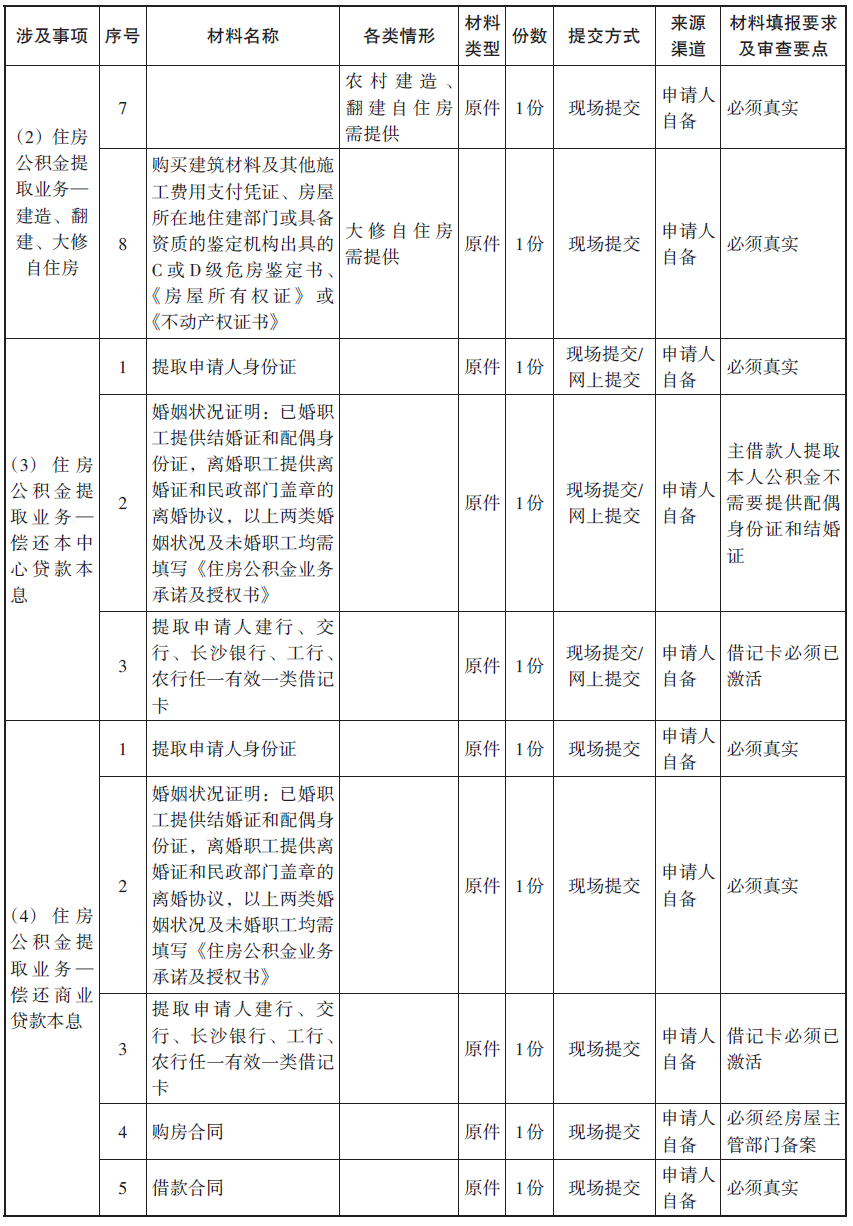 涉及事项 序号 材料名称 各类情形 材料类型 份数 提交方式 来源渠道 材料填报要求及审查要点
(2)住房
公积金提
取业务—
建造、翻
建、大修
自住房
7
农村建造、
翻建自住房
需提供
原件
1份
现场提交
申请人
自备
必须真实
8
购买建筑材料及其他施
工费用支付凭证、房屋
所在地住建部门或具备
资质的鉴定机构出具的
C或D级危房鉴定书、
《房屋所有权证》或
《不动产权证书》
大修自住房
需提供
原件
1份
现场提交
申请人
自备
必须真实
(3)住房
公积金提
取业务—
偿还本中
心贷款本
息
1
提取申请人身份证
原件
1份
现场提交/
网上提交
申请人
自备
必须真实
2
婚姻状况证明：已婚职
工提供结婚证和配偶身
份证，离婚职工提供离
婚证和民政部门盖章的
离婚协议，以上两类婚
姻状况及未婚职工均需
填写《住房公积金业务
承诺及授权书》
原件
1份
现场提交/
网上提交
申请人
自备
主借款人提取
本人公积金不
需要提供配偶
身份证和结婚
证
3
提取申请人建行、交
行、长沙银行、工行、
农行任一有效一类借记
卡
原件
1份
现场提交/
网上提交
申请人
自备
借记卡必须已
激活
(4)住房
公积金提
取业务—
偿还商业
贷款本息
1
提取申请人身份证
原件
1份
现场提交
申请人
自备
必须真实
2
婚姻状况证明：已婚职
工提供结婚证和配偶身
份证，离婚职工提供离
婚证和民政部门盖章的
离婚协议，以上两类婚
姻状况及未婚职工均需
填写《住房公积金业务
承诺及授权书》
原件
1份
现场提交
申请人
自备
必须真实
3
提取申请人建行、交
行、长沙银行、工行、
农行任一有效一类借记
卡
原件
1份
现场提交
申请人
自备
借记卡必须已
激活
4
购房合同
原件
1份
现场提交
申请人
自备
必须经房屋主
管部门备案
5
借款合同
原件
1份
现场提交
申请人
自备
必须真实